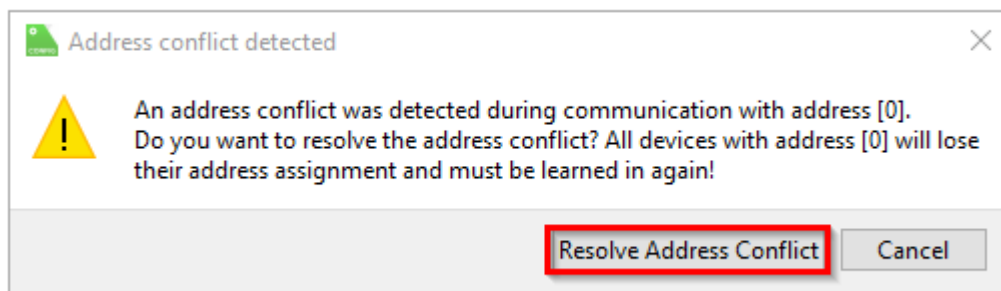 Address conflict detected
An address conflict was detected during communication with address [0].
Do you want to resolve the address conflict? All devices with address [0] will lose
their address assignment and must be learned in again!
Resolve Address Conflict Cancel